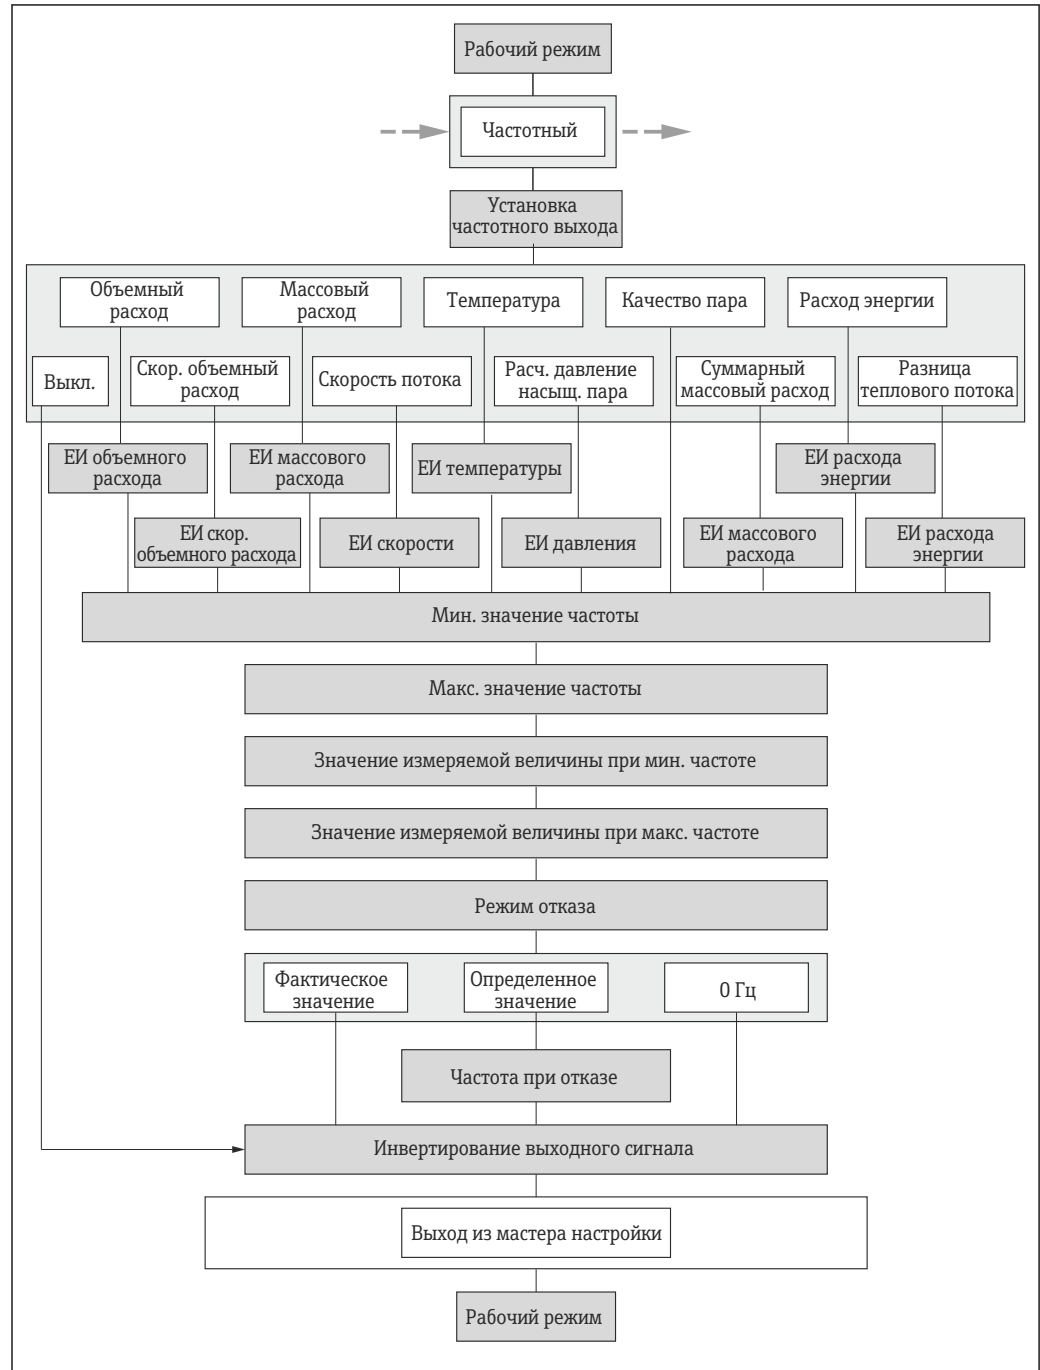 Рабочий режим
Частотный
Установка
частотного выхода
Объемный
расход
Массовый
расход
Температура
Качество пара
Расход энергии
Выкл.
Скор. объемный
расход
Скорость потока
Расч. давление
насыщ. пара
Суммарный
массовый расход
Разница
теплового потока
ЕИ объемного
расхода
ЕИ массового
расхода
ЕИ температуры
ЕИ расхода
энергии
ЕИ скор.
объемного расхода
ЕИ скорости
ЕИ давления
ЕИ массового
расхода
ЕИ расхода
энергии
Мин. значение частоты
Макс. значение частоты
Значение измеряемой величины при мин. частоте
Значение измеряемой величины при макс. частоте
Режим отказа
Фактическое
значение
Определенное
значение
0 Гц
Частота при отказе
Инвертирование выходного сигнала
Выход из мастера настройки
Рабочий режим